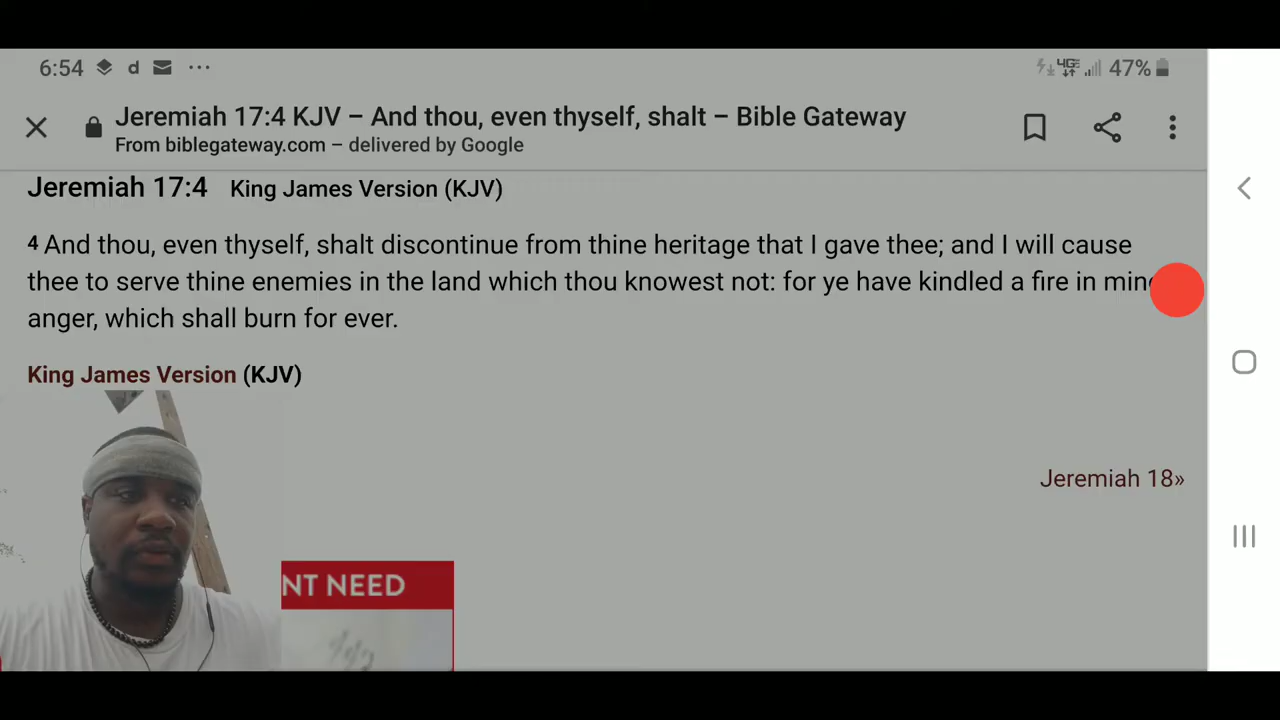 6:54 d ... 4GE 47%
Jeremiah 17:4 KJV – And thou, even thyself, shalt – Bible Gateway
From biblegateway.com – delivered by Google
Jeremiah 17:4 King James Version (KJV)
4 And thou, even thyself, shalt discontinue from thine heritage that I gave thee; and I will cause
thee to serve thine enemies in the land which thou knowest not: for ye have kindled a fire in min
anger, which shall burn for ever.
King James Version (KJV)
Jeremiah 18»
NT NEED